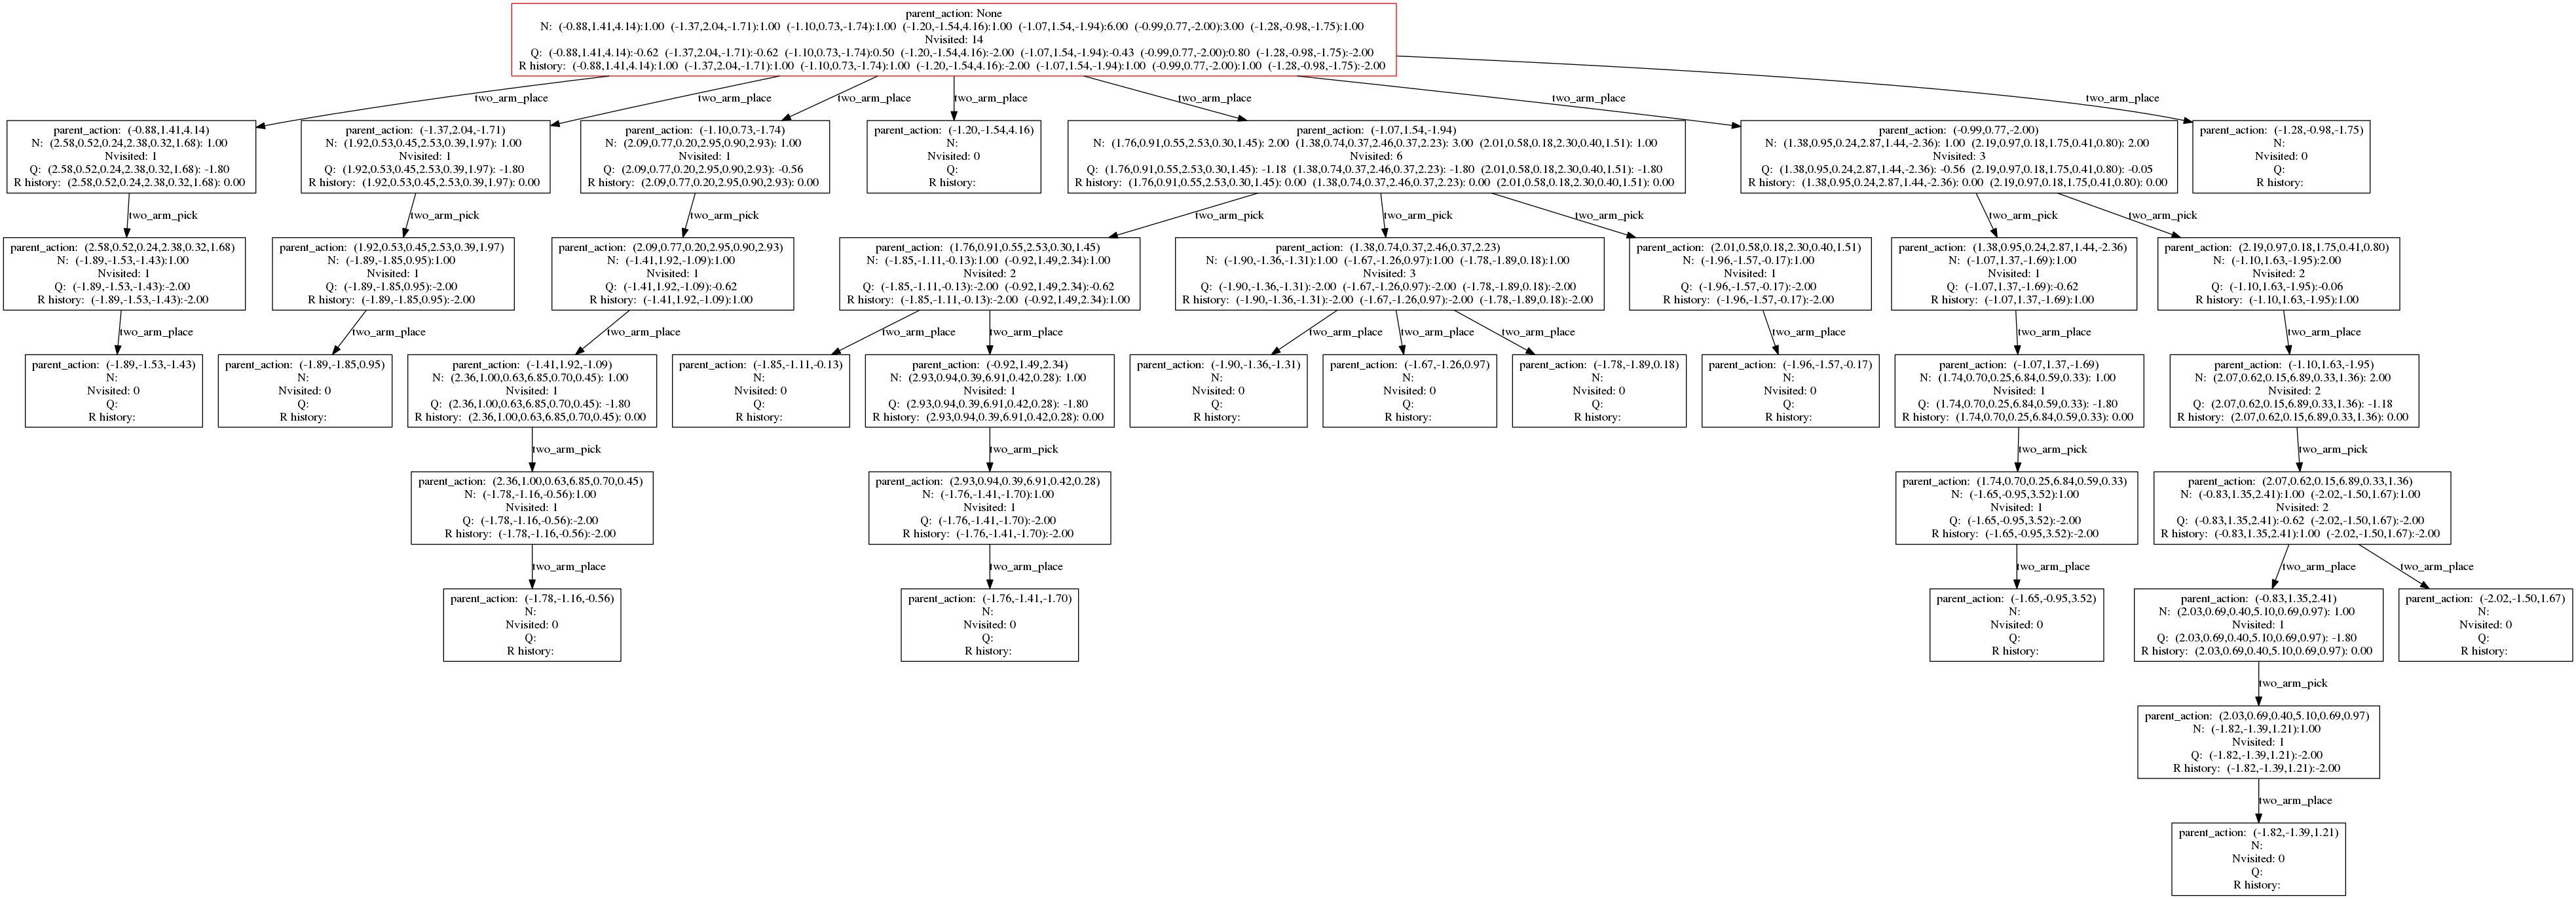 parent_action: None
N: (-0.88,1.41,4.14):1.00 (-1.37,2.04,-1.71):1.00 (-1.10,0.73,-1.74):1.00 (-1.20,-1.54,4.16):1.00 (-1.07,1.54,-1.94):6.00 (-0.99,0.77,-2.00):3.00 (-1.28,-0.98,-1.75):1.00
Nvisited: 14
Q: (-0.88,1.41,4.14):-0.62 (-1.37,2.04,-1.71):-0.62 (-1.10,0.73,-1.74):0.50 (-1.20,-1.54,4.16):-2.00 (-1.07,1.54,-1.94):-0.43 (-0.99,0.77,-2.00):0.80 (-1.28,-0.98,-1.75):-2.00
R history: (-0.88,1.41,4.14):1.00 (-1.37,2.04,-1.71):1.00 (-1.10,0.73,-1.74):1.00 (-1.20,-1.54,4.16):-2.00 (-1.07,1.54,-1.94):1.00 (-0.99,0.77,-2.00):1.00 (-1.28,-0.98,-1.75):-2.00
two_arm_place
two_arm_place
two_arm_place
two_arm_place
two_arm_place
two_arm_place
two_arm_place
parent_action: (-0.88,1.41,4.14)
N: (2.58,0.52,0.24,2.38,0.32,1.68): 1.00
Nvisited: 1
Q: (2.58,0.52,0.24,2.38,0.32,1.68): -1.80
R history: (2.58,0.52,0.24,2.38,0.32,1.68): 0.00
parent_action: (-1.37,2.04,-1.71)
N: (1.92,0.53,0.45,2.53,0.39,1.97): 1.00
Nvisited: 1
Q: (1.92,0.53,0.45,2.53,0.39,1.97): -1.80
R history: (1.92,0.53,0.45,2.53,0.39,1.97): 0.00
parent_action: (-1.10,0.73,-1.74)
N: (2.09,0.77,0.20,2.95,0.90,2.93): 1.00
Nvisited: 1
Q: (2.09,0.77,0.20,2.95,0.90,2.93): -0.56
R history: (2.09,0.77,0.20,2.95,0.90,2.93): 0.00
parent_action: (-1.20,-1.54,4.16)
N:
Nvisited: 0
Q:
R history:
parent_action: (-1.07,1.54,-1.94)
N: (1.76,0.91,0.55,2.53,0.30,1.45): 2.00 (1.38,0.74,0.37,2.46,0.37,2.23): 3.00 (2.01,0.58,0.18,2.30,0.40,1.51): 1.00
Nvisited: 6
Q: (1.76,0.91,0.55,2.53,0.30,1.45): -1.18 (1.38,0.74,0.37,2.46,0.37,2.23): -1.80 (2.01,0.58,0.18,2.30,0.40,1.51): -1.80
R history: (1.76,0.91,0.55,2.53,0.30,1.45): 0.00 (1.38,0.74,0.37,2.46,0.37,2.23): 0.00 (2.01,0.58,0.18,2.30,0.40,1.51): 0.00
parent_action: (-0.99,0.77,-2.00)
N: (1.38,0.95,0.24,2.87,1.44,-2.36): 1.00 (2.19,0.97,0.18,1.75,0.41,0.80): 2.00
Nvisited: 3
Q: (1.38,0.95,0.24,2.87,1.44,-2.36): -0.56 (2.19,0.97,0.18,1.75,0.41,0.80): -0.05
R history: (1.38,0.95,0.24,2.87,1.44,-2.36): 0.00 (2.19,0.97,0.18,1.75,0.41,0.80): 0.00
parent_action: (-1.28,-0.98,-1.75)
N:
Nvisited: 0
Q:
R history:
two_arm_pick
two_arm_pick
two_arm_pick
two_arm_pick
two_arm_pick
two_arm_pick
two_arm_pick
two_arm_pick
parent_action: (2.58,0.52,0.24,2.38,0.32,1.68)
N: (-1.89,-1.53,-1.43):1.00
Nvisited: 1
Q: (-1.89,-1.53,-1.43):-2.00
R history: (-1.89,-1.53,-1.43):-2.00
parent_action: (1.92,0.53,0.45,2.53,0.39,1.97)
N: (-1.89,-1.85,0.95):1.00
Nvisited: 1
Q: (-1.89,-1.85,0.95):-2.00
R history: (-1.89,-1.85,0.95):-2.00
parent_action: (2.09,0.77,0.20,2.95,0.90,2.93)
N: (-1.41,1.92,-1.09):1.00
Nvisited: 1
Q: (-1.41,1.92,-1.09):-0.62
R history: (-1.41,1.92,-1.09):1.00
parent_action: (1.76,0.91,0.55,2.53,0.30,1.45)
N: (-1.85,-1.11,-0.13):1.00 (-0.92,1.49,2.34):1.00
Nvisited: 2
Q: (-1.85,-1.11,-0.13):-2.00 (-0.92,1.49,2.34):-0.62
R history: (-1.85,-1.11,-0.13):-2.00 (-0.92,1.49,2.34):1.00
parent_action: (1.38,0.74,0.37,2.46,0.37,2.23)
N: (-1.90,-1.36,-1.31):1.00 (-1.67,-1.26,0.97):1.00 (-1.78,-1.89,0.18):1.00
Nvisited: 3
Q: (-1.90,-1.36,-1.31):-2.00 (-1.67,-1.26,0.97):-2.00 (-1.78,-1.89,0.18):-2.00
R history: (-1.90,-1.36,-1.31):-2.00 (-1.67,-1.26,0.97):-2.00 (-1.78,-1.89,0.18):-2.00
parent_action: (2.01,0.58,0.18,2.30,0.40,1.51)
N: (-1.96,-1.57,-0.17):1.00
Nvisited: 1
Q: (-1.96,-1.57,-0.17):-2.00
R history: (-1.96,-1.57,-0.17):-2.00
parent_action: (1.38,0.95,0.24,2.87,1.44,-2.36)
N: (-1.07,1.37,-1.69):1.00
Nvisited: 1
Q: (-1.07,1.37,-1.69):-0.62
R history: (-1.07,1.37,-1.69):1.00
parent_action: (2.19,0.97,0.18,1.75,0.41,0.80)
N: (-1.10,1.63,-1.95):2.00
Nvisited: 2
Q: (-1.10,1.63,-1.95):-0.06
R history: (-1.10,1.63,-1.95):1.00
two_arm_place
two_arm_place
two_arm_place
two_arm_place
two_arm_place
two_arm_place
two_arm_place
two_arm_place
two_arm_place
two_arm_place
two_arm_place
parent_action: (-1.89,-1.53,-1.43)
N:
Nvisited: 0
Q:
R history:
parent_action: (-1.89,-1.85,0.95)
N:
Nvisited: 0
Q:
R history:
parent_action: (-1.41,1.92,-1.09)
N: (2.36,1.00,0.63,6.85,0.70,0.45): 1.00
Nvisited: 1
Q: (2.36,1.00,0.63,6.85,0.70,0.45): -1.80
R history: (2.36,1.00,0.63,6.85,0.70,0.45): 0.00
parent_action: (-1.85,-1.11,-0.13)
N:
Nvisited: 0
Q:
R history:
parent_action: (-0.92,1.49,2.34)
N: (2.93,0.94,0.39,6.91,0.42,0.28): 1.00
Nvisited: 1
Q: (2.93,0.94,0.39,6.91,0.42,0.28): -1.80
R history: (2.93,0.94,0.39,6.91,0.42,0.28): 0.00
parent_action: (-1.90,-1.36,-1.31)
N:
Nvisited: 0
Q:
R history:
parent_action: (-1.67,-1.26,0.97)
N:
Nvisited: 0
Q:
R history:
parent_action: (-1.78,-1.89,0.18)
N:
Nvisited: 0
Q:
R history:
parent_action: (-1.96,-1.57,-0.17)
N:
Nvisited: 0
Q:
R history:
parent_action: (-1.07,1.37,-1.69)
N: (1.74,0.70,0.25,6.84,0.59,0.33): 1.00
Nvisited: 1
Q: (1.74,0.70,0.25,6.84,0.59,0.33): -1.80
R history: (1.74,0.70,0.25,6.84,0.59,0.33): 0.00
parent_action: (-1.10,1.63,-1.95)
N: (2.07,0.62,0.15,6.89,0.33,1.36): 2.00
Nvisited: 2
Q: (2.07,0.62,0.15,6.89,0.33,1.36): -1.18
R history: (2.07,0.62,0.15,6.89,0.33,1.36): 0.00
two_arm_pick
two_arm_pick
two_arm_pick
two_arm_pick
parent_action: (2.36,1.00,0.63,6.85,0.70,0.45)
N: (-1.78,-1.16,-0.56):1.00
Nvisited: 1
Q: (-1.78,-1.16,-0.56):-2.00
R history: (-1.78,-1.16,-0.56):-2.00
parent_action: (2.93,0.94,0.39,6.91,0.42,0.28)
N: (-1.76,-1.41,-1.70):1.00
Nvisited: 1
Q: (-1.76,-1.41,-1.70):-2.00
R history: (-1.76,-1.41,-1.70):-2.00
parent_action: (1.74,0.70,0.25,6.84,0.59,0.33)
N: (-1.65,-0.95,3.52):1.00
Nvisited: 1
Q: (-1.65,-0.95,3.52):-2.00
R history: (-1.65,-0.95,3.52):-2.00
parent_action: (2.07,0.62,0.15,6.89,0.33,1.36)
N: (-0.83,1.35,2.41):1.00 (-2.02,-1.50,1.67):1.00
Nvisited: 2
Q: (-0.83,1.35,2.41):-0.62 (-2.02,-1.50,1.67):-2.00
R history: (-0.83,1.35,2.41):1.00 (-2.02,-1.50,1.67):-2.00
two_arm_place
two_arm_place
two_arm_place
two_arm_place
two_arm_place
parent_action: (-1.78,-1.16,-0.56)
N:
Nvisited: 0
Q:
R history:
parent_action: (-1.76,-1.41,-1.70)
N:
Nvisited: 0
Q:
R history:
parent_action: (-1.65,-0.95,3.52)
N:
Nvisited: 0
Q:
R history:
parent_action: (-0.83,1.35,2.41)
N: (2.03,0.69,0.40,5.10,0.69,0.97): 1.00
Nvisited: 1
Q: (2.03,0.69,0.40,5.10,0.69,0.97): -1.80
R history: (2.03,0.69,0.40,5.10,0.69,0.97): 0.00
parent_action: (-2.02,-1.50,1.67)
N:
Nvisited: 0
Q:
R history:
two_arm_pick
parent_action: (2.03,0.69,0.40,5.10,0.69,0.97)
N: (-1.82,-1.39,1.21):1.00
Nvisited: 1
Q: (-1.82,-1.39,1.21):-2.00
R history: (-1.82,-1.39,1.21):-2.00
two_arm_place
parent_action: (-1.82,-1.39,1.21)
N:
Nvisited: 0
Q:
R history: